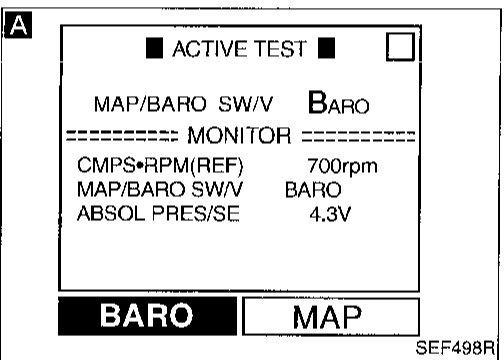 A
■ ACTIVE TEST ■
MAP/BARO SW/V BARO
========= MONITOR =========
CMPS•RPM(REF) 700rpm
MAP/BARO SW/V BARO
ABSOL PRES/SE 4.3V
BARO MAP
SEF498R